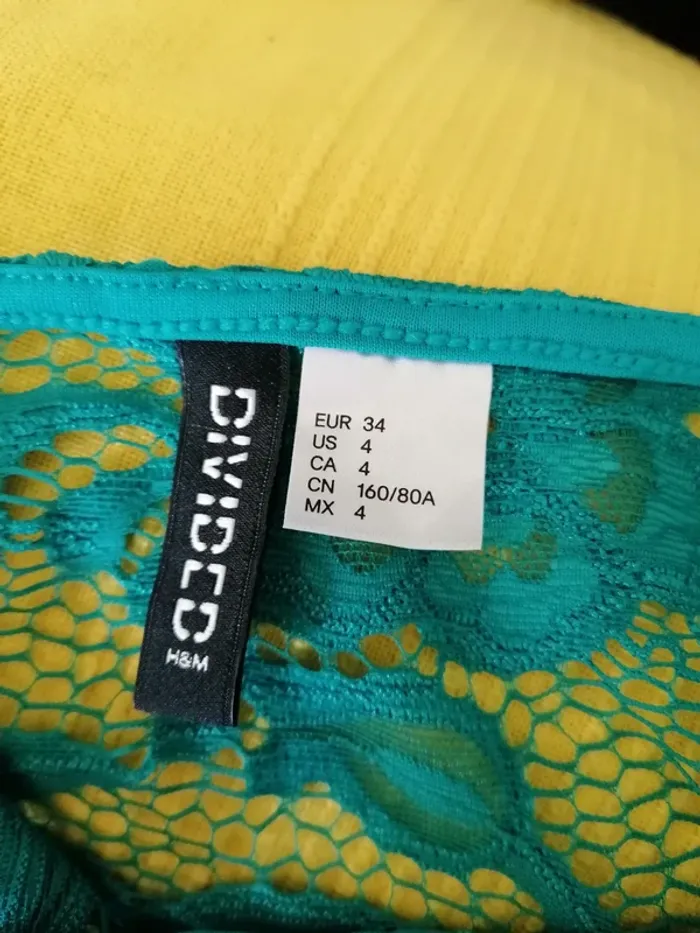 DIVIDED
H&M
EUR 34
US 4
CA 4
CN 160/80A
MX 4